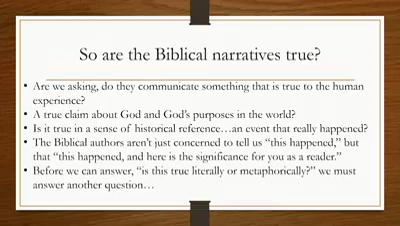 So are the Biblical narratives true?
• Are we asking, do they communicate something that is true to the human
experience?
• A true claim about God and God's purposes in the world?
• Is it true in a sense of historical reference…an event that really happened?
• The Biblical authors aren't just concerned to tell us “this happened,” but
that “this happened, and here is the significance for you as a reader.”
• Before we can answer, “is this true literally or metaphorically?” we must
answer another question…